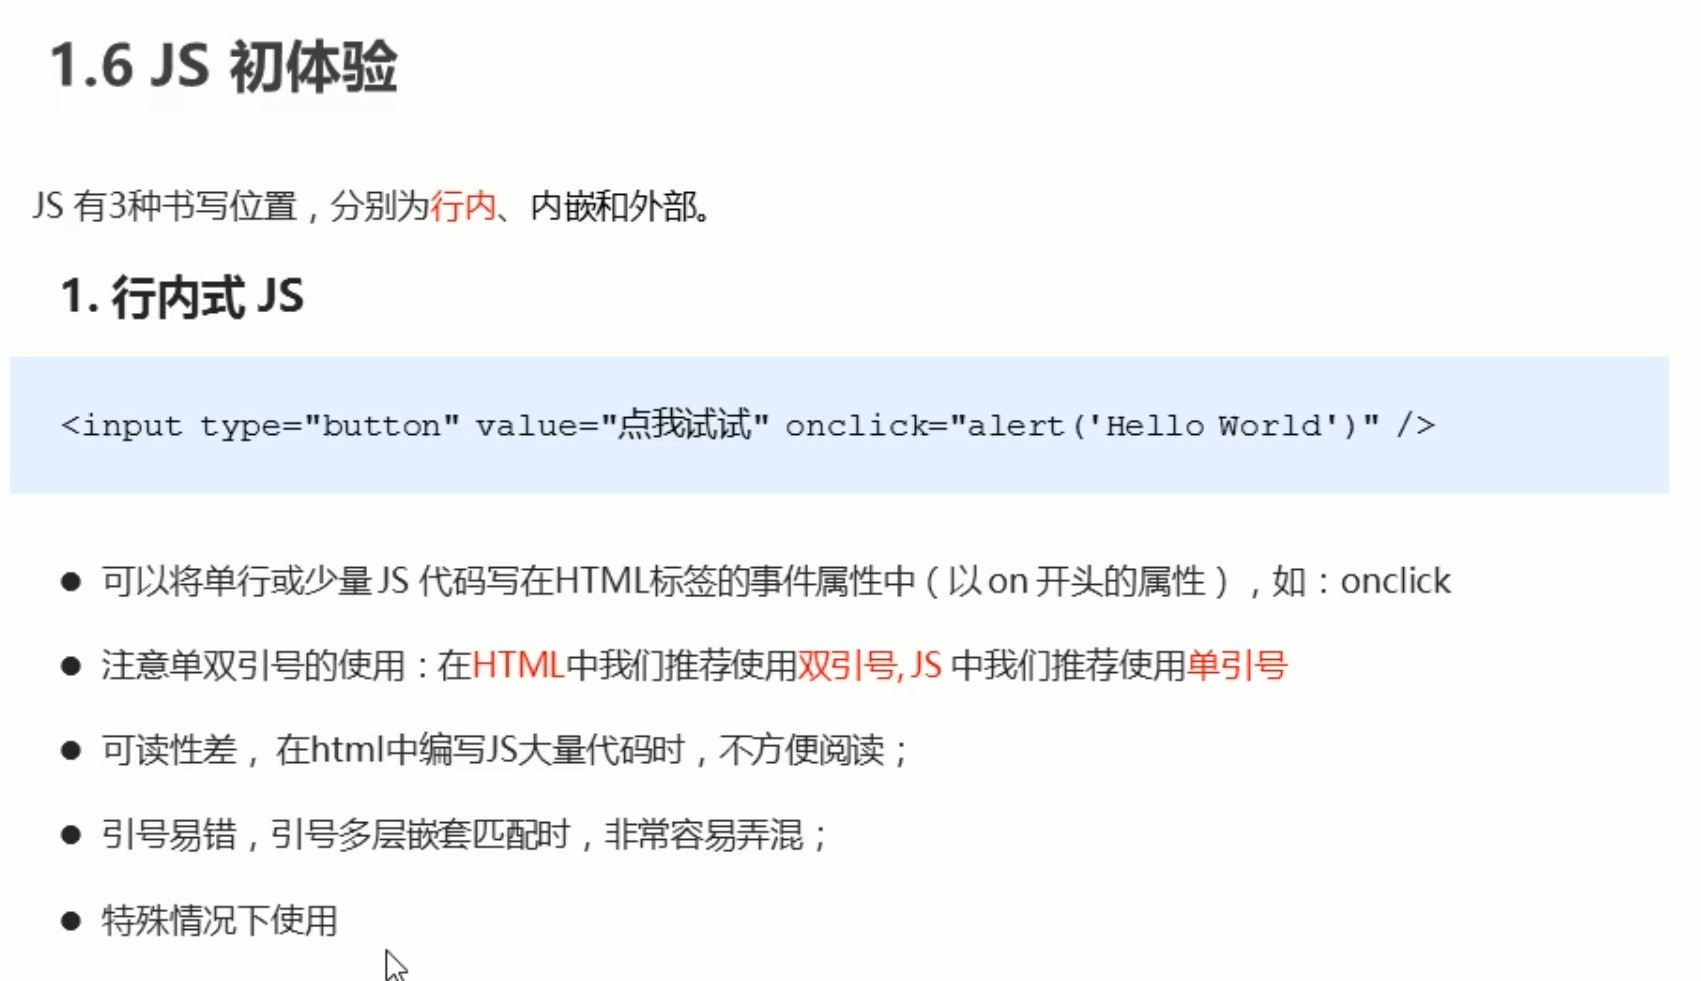 1.6 JS 初体验
JS 有3种书写位置，分别为行内、内嵌和外部。
1. 行内式 JS
<input type="button" value="点我试试" onclick="alert('Hello World')" />
● 可以将单行或少量 JS 代码写在HTML标签的事件属性中（以 on 开头的属性），如：onclick
● 注意单双引号的使用：在HTML中我们推荐使用双引号, JS 中我们推荐使用单引号
● 可读性差， 在html中编写JS大量代码时，不方便阅读；
● 引号易错，引号多层嵌套匹配时，非常容易弄混；
● 特殊情况下使用